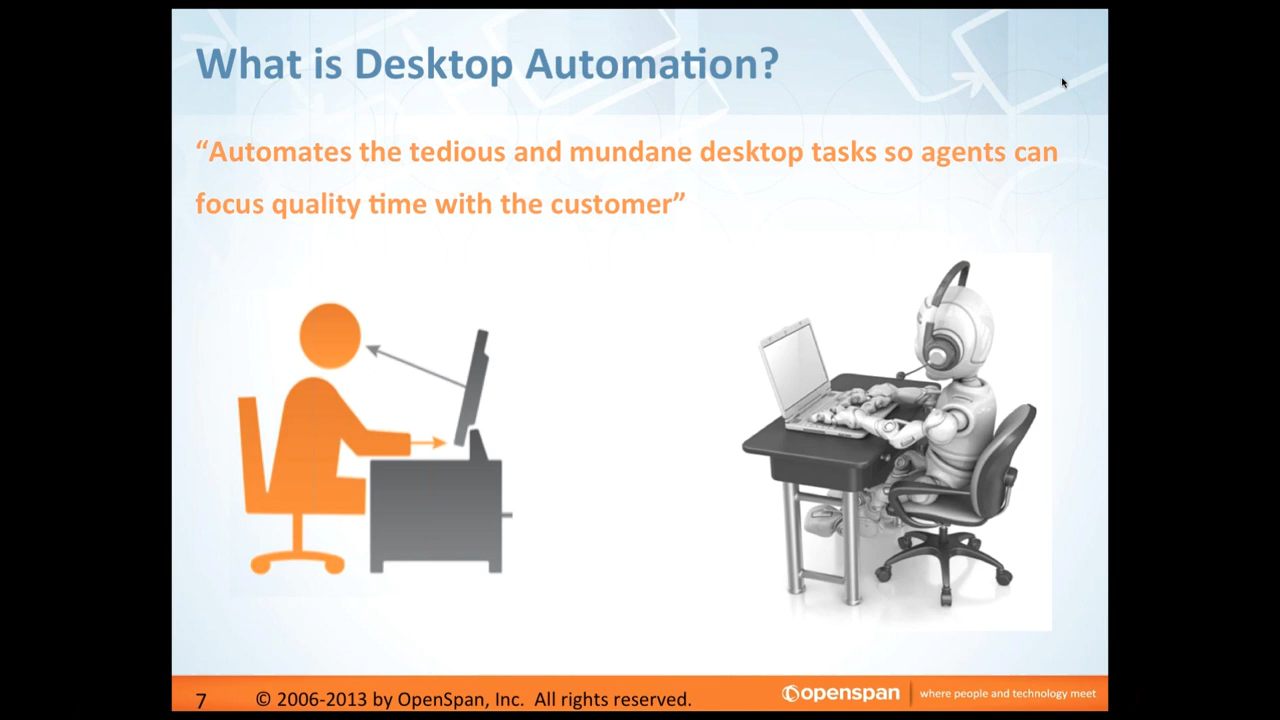 What is Desktop Automation?
“Automates the tedious and mundane desktop tasks so agents can
focus quality time with the customer”
7
© 2006-2013 by OpenSpan, Inc. All rights reserved.
openspan
where people and technology meet